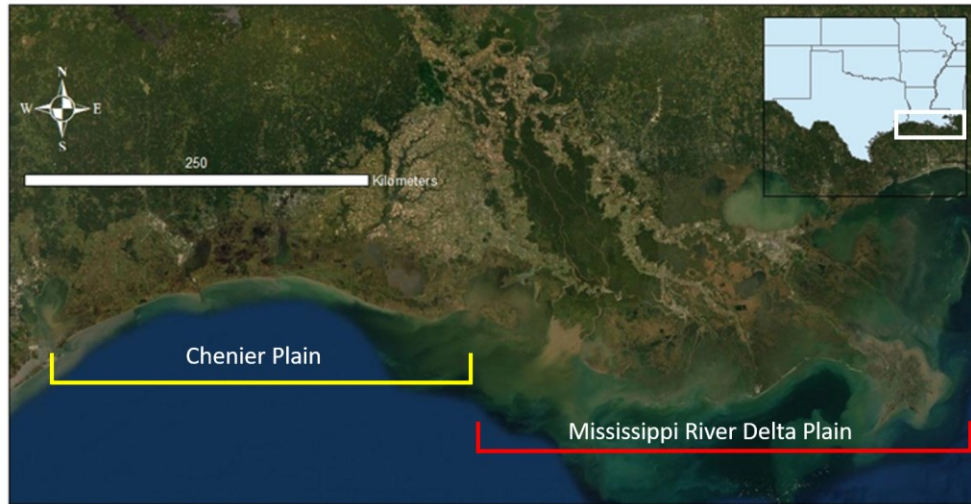 N
W E
S
250
Kilometers
Chenier Plain
Mississippi River Delta Plain